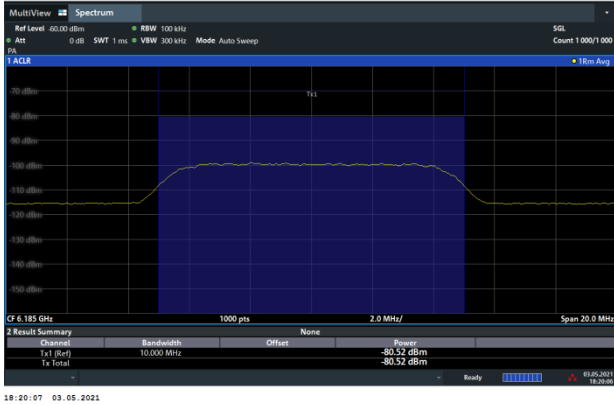 MultiView Spectrum
Ref Level -60.00 dBm RBW 100 kHz SGL
Att 0 dB SWT 1 ms VBW 300 kHz Mode Auto Sweep Count 1000/1000
PA
1 ACLR 1Rm Avg
-70 dBm
Tx1
-80 dBm
-90 dBm
-100 dBm
-110 dBm
-120 dBm
-130 dBm
-140 dBm
-150 dBm
CF 6.185 GHz 1000 pts 2.0 MHz/ Span 20.0 MHz
2 Result Summary None
Channel Bandwidth Offset Power
Tx1 (Ref) 10.000 MHz -80.52 dBm
Tx Total -80.52 dBm
Ready 03.05.2021
18:20:06
18:20:07 03.05.2021